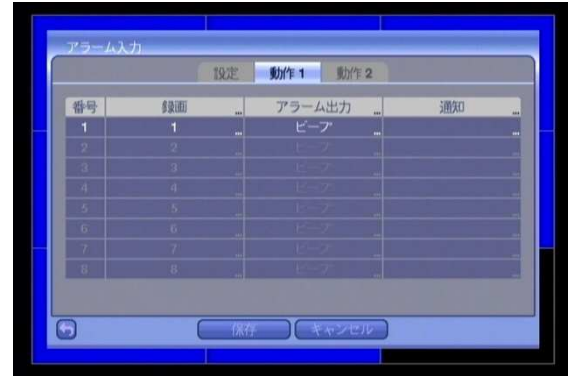 アラーム入力
設定 動作 1 動作 2
番号 録画 ... アラーム出力 ... 通知 ...
1 1 ... ビープ ... ...
2 2 ... ビープ ... ...
3 3 ... ビープ ... ...
4 4 ... ビープ ... ...
5 5 ... ビープ ... ...
6 6 ... ビープ ... ...
7 7 ... ビープ ... ...
8 8 ... ビープ ... ...
保存 キャンセル